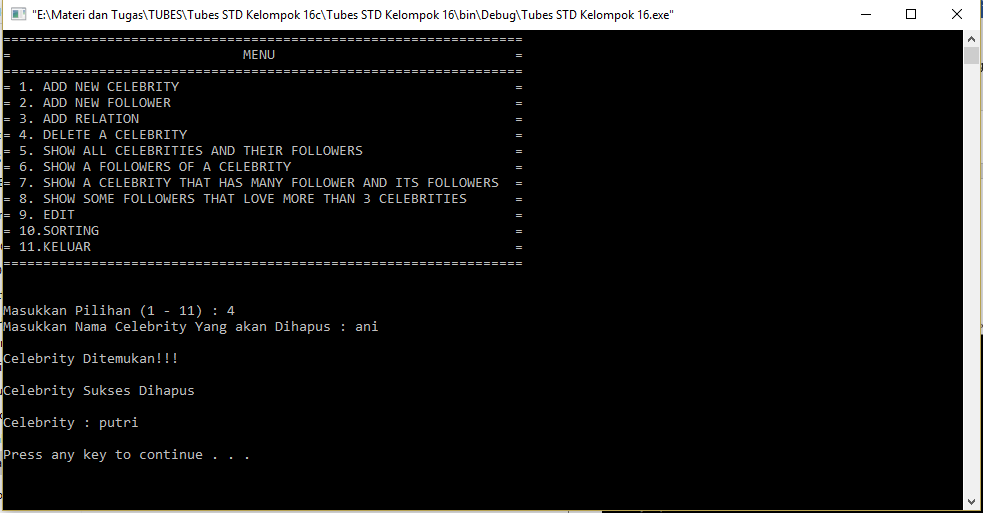 "E:\Materi dan Tugas\TUBES\Tubes STD Kelompok 16c\Tubes STD Kelompok 16\bin\Debug\Tubes STD Kelompok 16.exe"
=================================================================
= MENU =
=================================================================
= 1. ADD NEW CELEBRITY =
= 2. ADD NEW FOLLOWER =
= 3. ADD RELATION =
= 4. DELETE A CELEBRITY =
= 5. SHOW ALL CELEBRITIES AND THEIR FOLLOWERS =
= 6. SHOW A FOLLOWERS OF A CELEBRITY =
= 7. SHOW A CELEBRITY THAT HAS MANY FOLLOWER AND ITS FOLLOWERS =
= 8. SHOW SOME FOLLOWERS THAT LOVE MORE THAN 3 CELEBRITIES =
= 9. EDIT =
= 10.SORTING =
= 11.KELUAR =
=================================================================
Masukkan Pilihan (1 - 11) : 4
Masukkan Nama Celebrity Yang akan Dihapus : ani
Celebrity Ditemukan!!!
Celebrity Sukses Dihapus
Celebrity : putri
Press any key to continue . . .